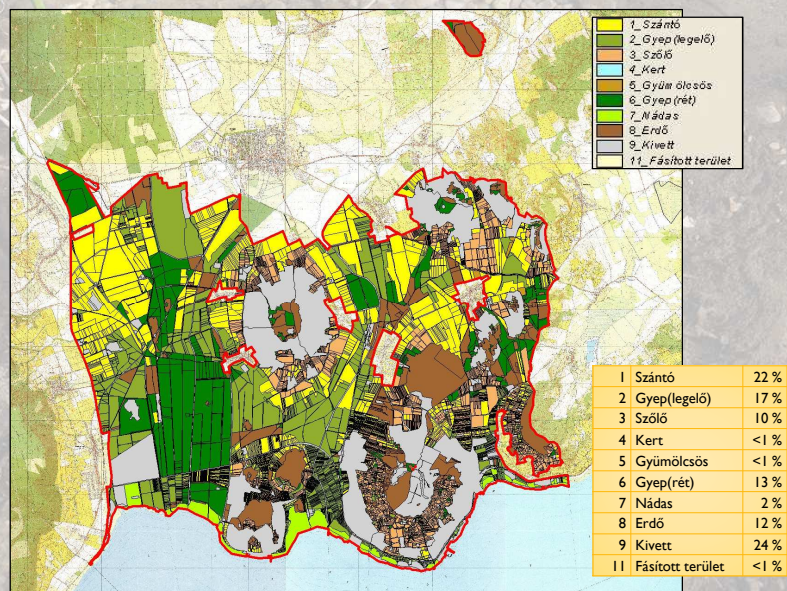 1_Szántó
2_Gyep(legelő)
3_Szőlő
4_Kert
5_Gyümölcsös
6_Gyep(rét)
7_Nádas
8_Erdő
9_Kivett
11_Fásított terület
1 Szántó 22 %
2 Gyep(legelő) 17 %
3 Szőlő 10 %
4 Kert <1 %
5 Gyümölcsös <1 %
6 Gyep(rét) 13 %
7 Nádas 2 %
8 Erdő 12 %
9 Kivett 24 %
11 Fásított terület <1 %